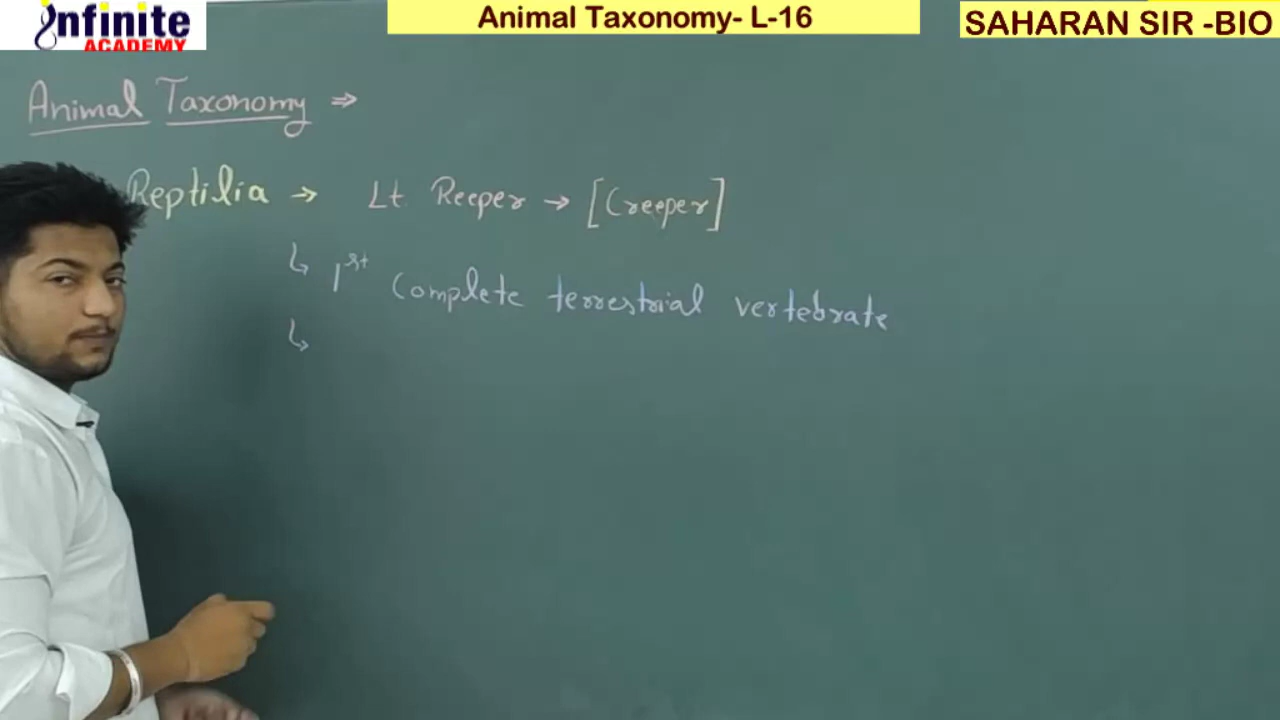 infinite
ACADEMY
Animal Taxonomy- L-16
SAHARAN SIR -BIO
Animal Taxonomy ⇒
Reptilia → Lt Reeper → [Creeper]
↳ 1st Complete terrestrial vertebrate
↳